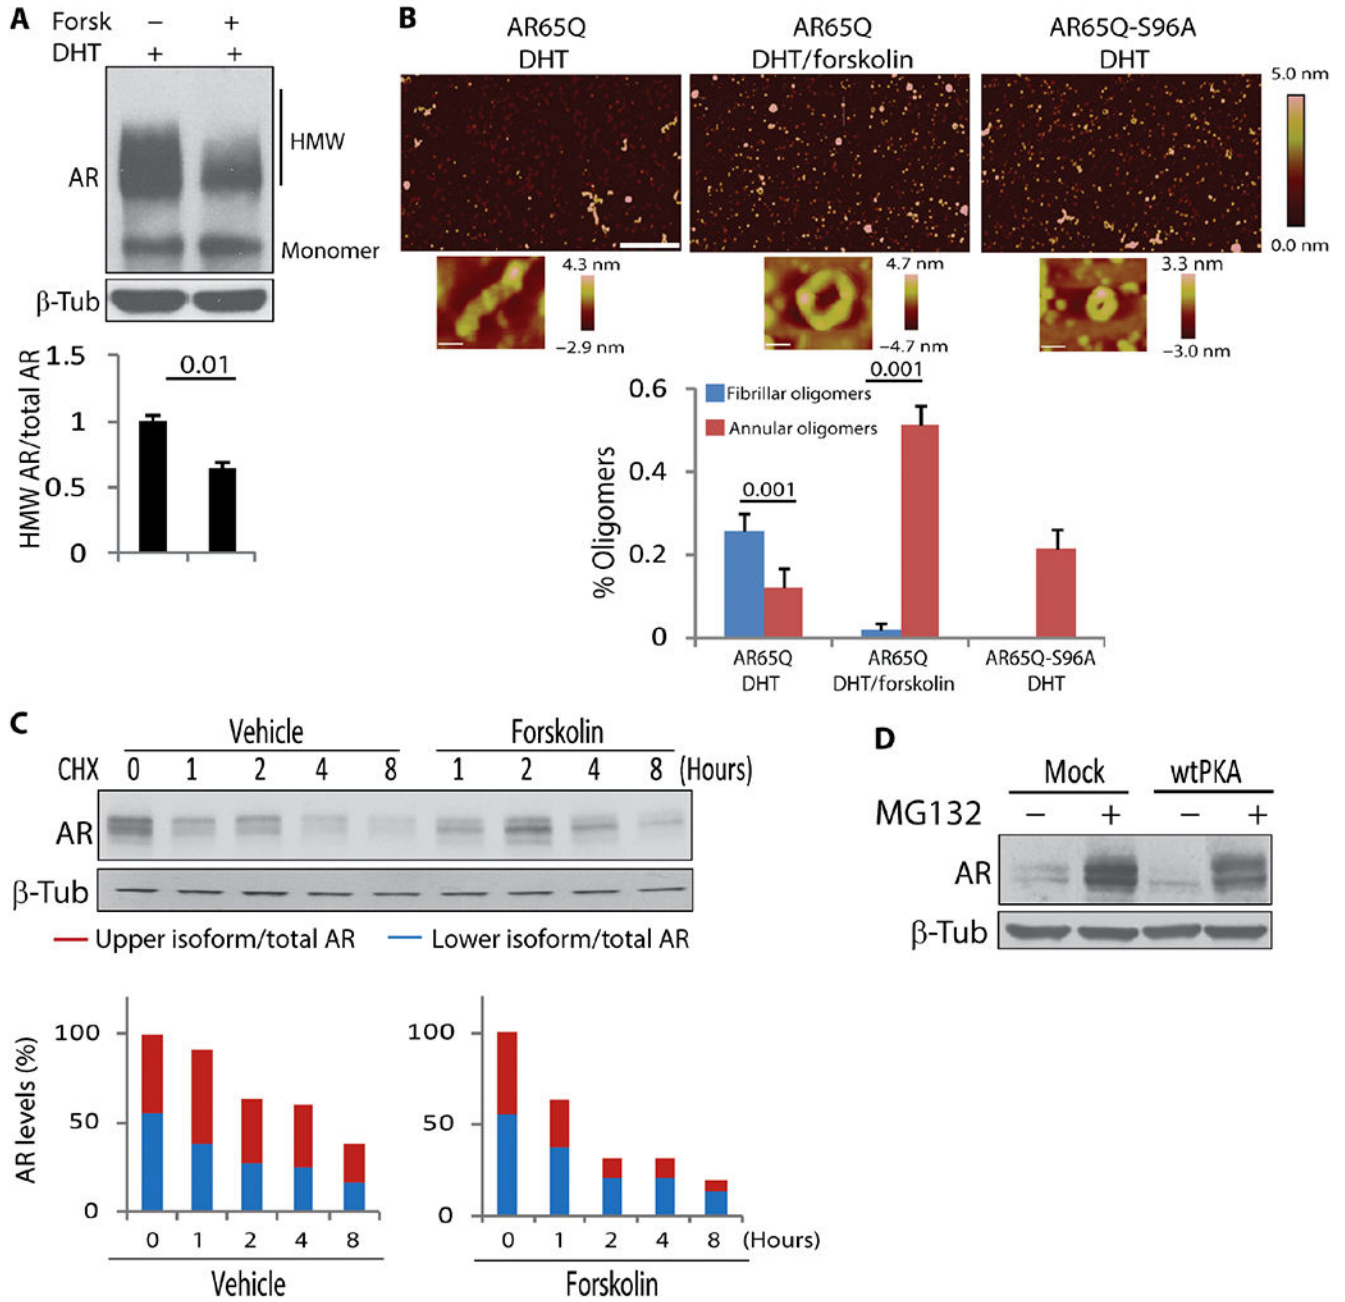 A
Forsk – +
DHT + +
AR
HMW
Monomer
β-Tub
1.5
1
0.5
0
0.01
HMW AR/total AR
B
AR65Q DHT
AR65Q DHT/forskolin
AR65Q-S96A DHT
5.0 nm
0.0 nm
4.3 nm
−2.9 nm
4.7 nm
−4.7 nm
3.3 nm
−3.0 nm
0.6
0.4
0.2
0
% Oligomers
Fibrillar oligomers
Annular oligomers
0.001
0.001
AR65Q DHT
AR65Q DHT/forskolin
AR65Q-S96A DHT
C
Vehicle Forskolin
CHX 0 1 2 4 8 1 2 4 8 (Hours)
AR
β-Tub
Upper isoform/total AR Lower isoform/total AR
AR levels (%)
100
50
0
0 1 2 4 8
Vehicle
100
50
0
0 1 2 4 8 (Hours)
Forskolin
D
Mock wtPKA
MG132 – + – +
AR
β-Tub